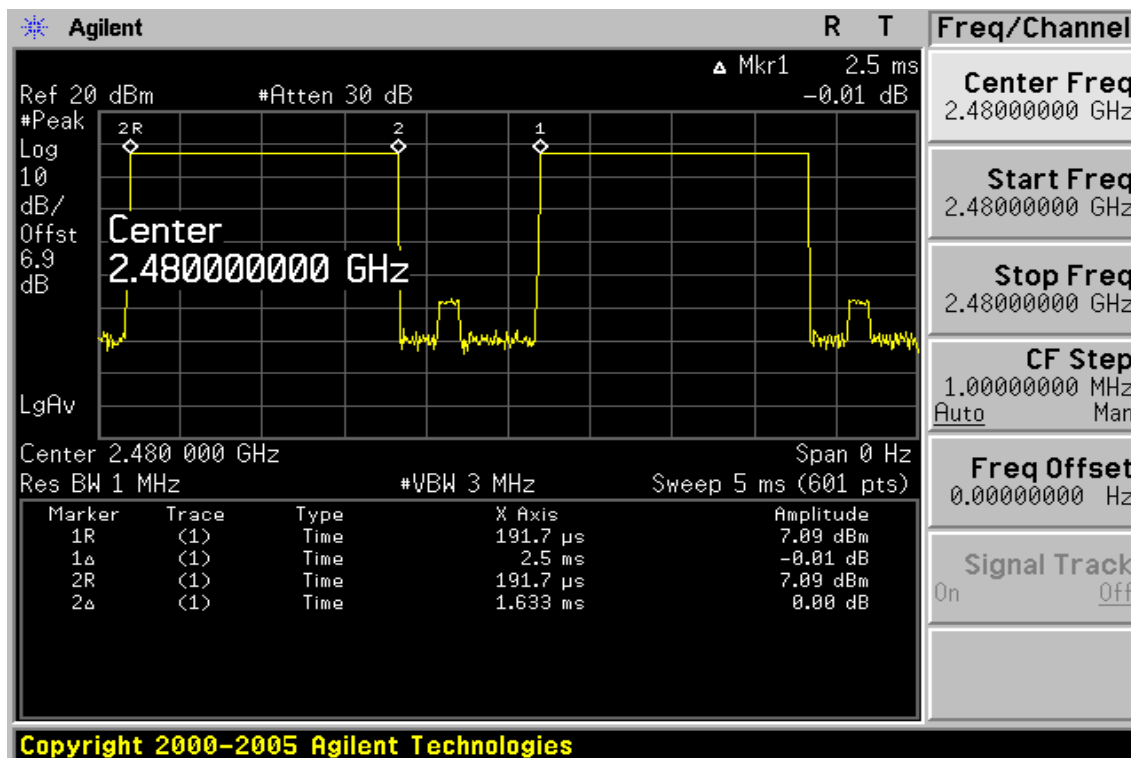 Agilent R T
Freq/Channel
▵ Mkr1 2.5 ms
Ref 20 dBm #Atten 30 dB -0.01 dB
#Peak
Log
10
dB/
Offst
6.9
dB
2R 2 1
Center
2.480000000 GHz
LgAv
Center 2.480 000 GHz Span 0 Hz
Res BW 1 MHz #VBW 3 MHz Sweep 5 ms (601 pts)
Marker Trace Type X Axis Amplitude
1R (1) Time 191.7 µs 7.09 dBm
1▵ (1) Time 2.5 ms -0.01 dB
2R (1) Time 191.7 µs 7.09 dBm
2▵ (1) Time 1.633 ms 0.00 dB
Center Freq
2.48000000 GHz
Start Freq
2.48000000 GHz
Stop Freq
2.48000000 GHz
CF Step
1.00000000 MHz
Auto Man
Freq Offset
0.00000000 Hz
Signal Track
On Off
Copyright 2000-2005 Agilent Technologies